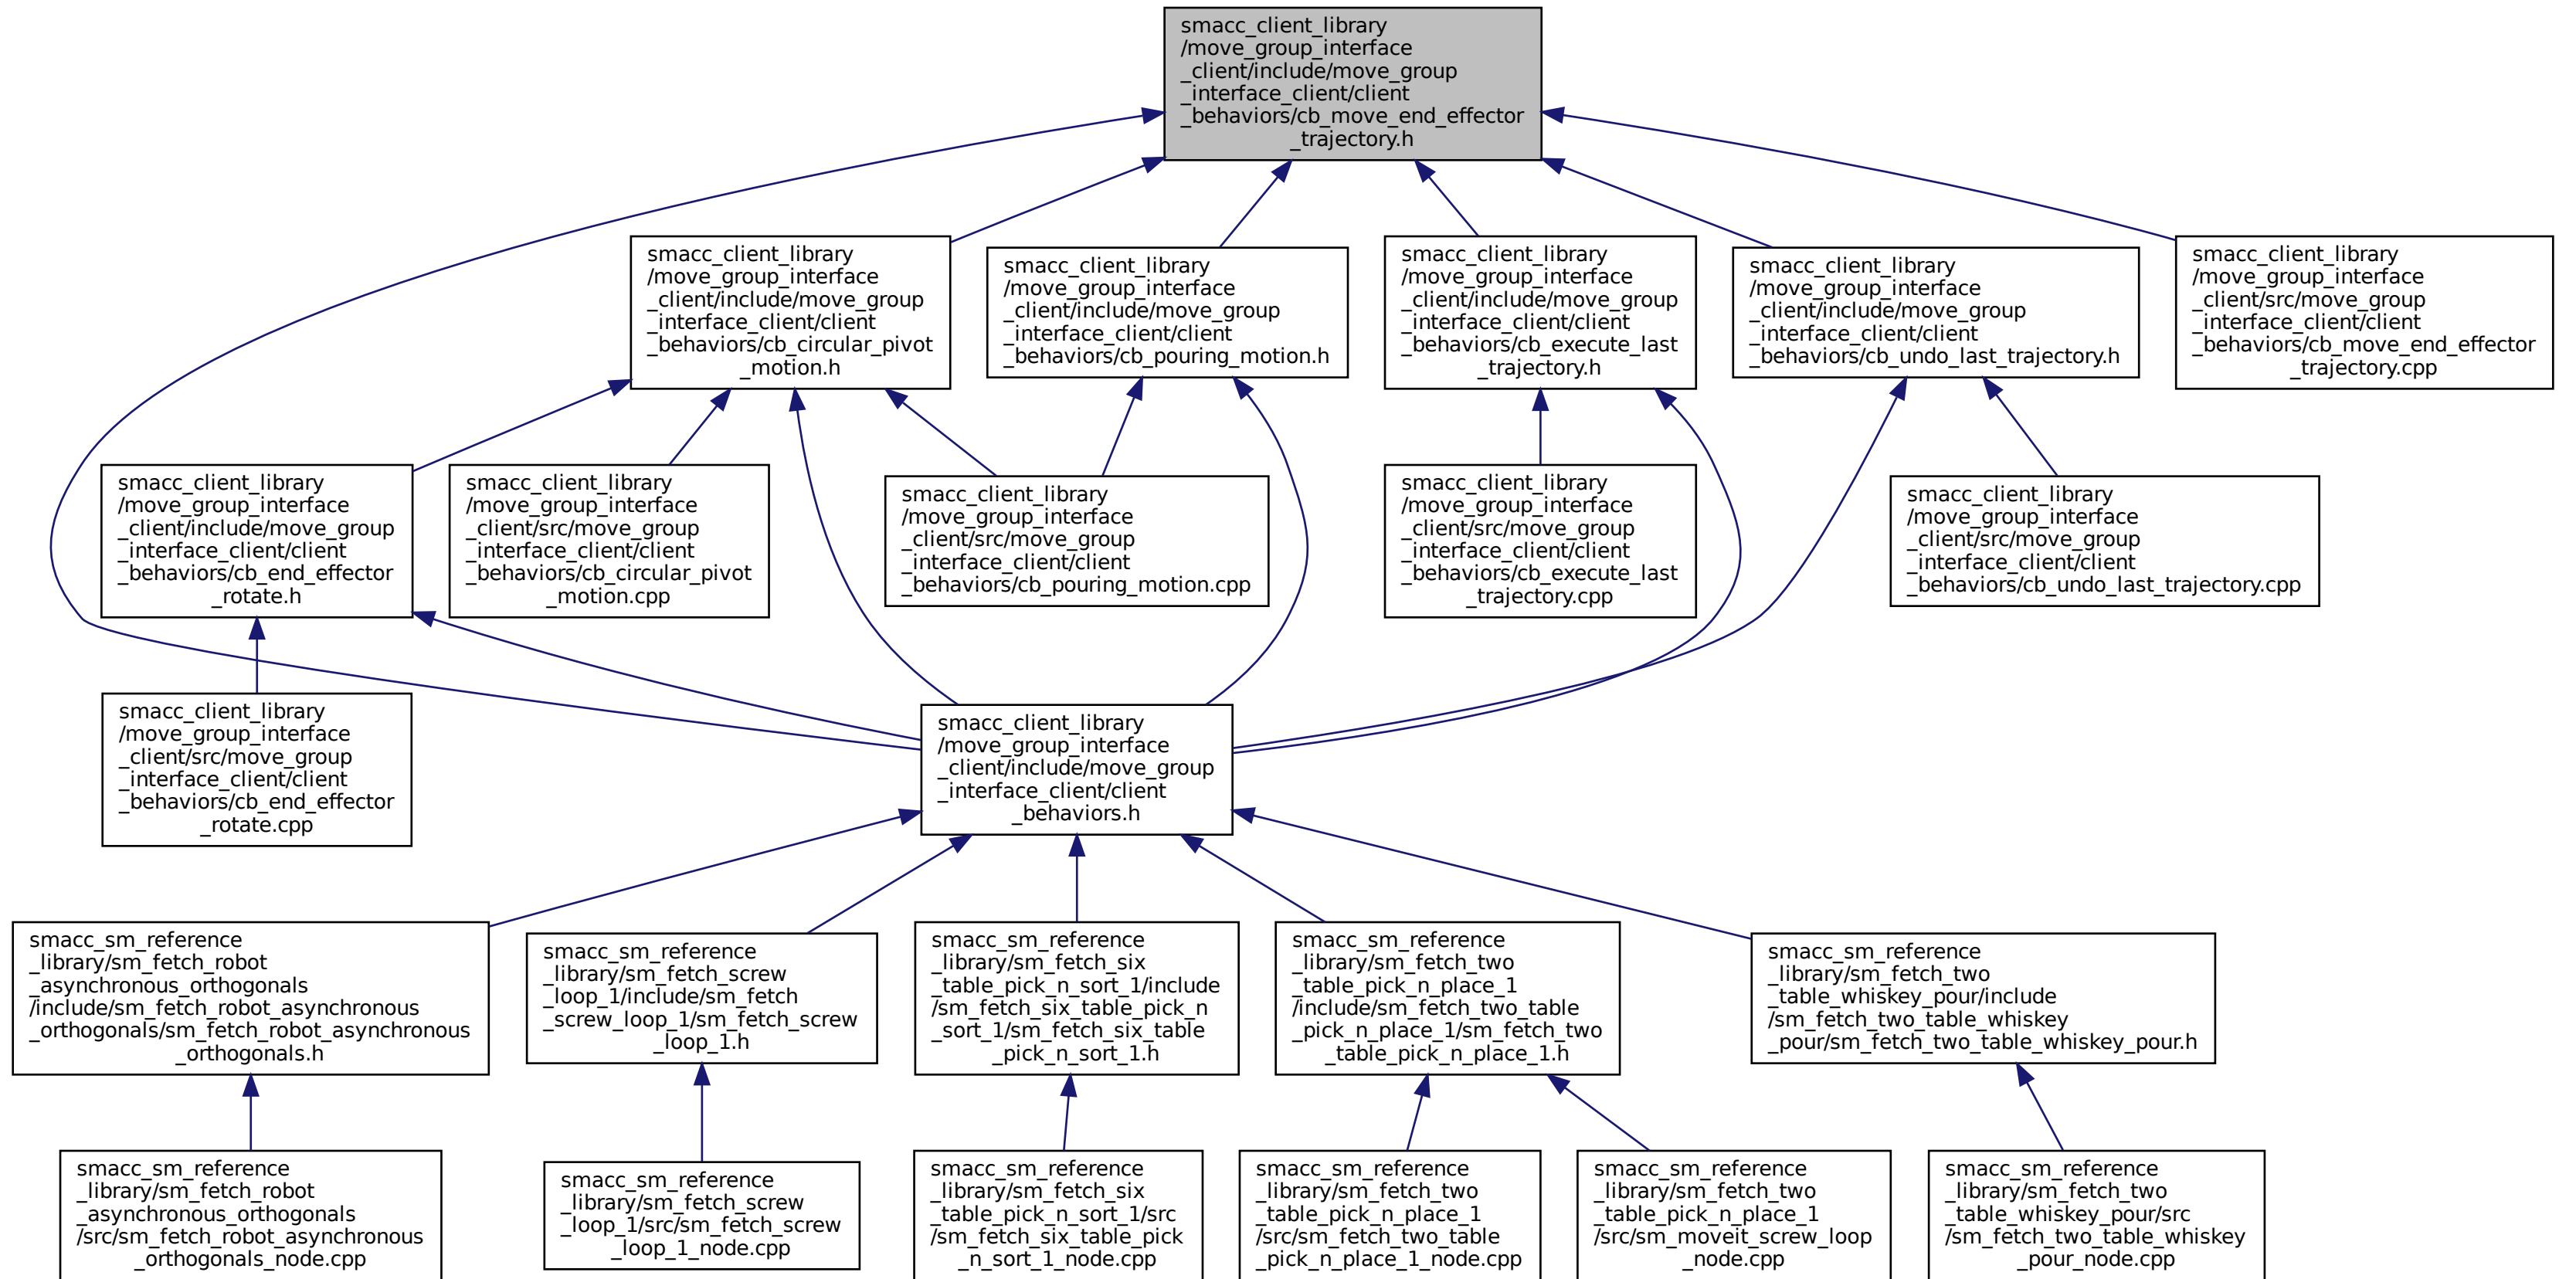 smacc_client_library
/move_group_interface
_client/include/move_group
_interface_client/client
_behaviors/cb_move_end_effector
_trajectory.h
smacc_client_library
/move_group_interface
_client/include/move_group
_interface_client/client
_behaviors/cb_circular_pivot
_motion.h
smacc_client_library
/move_group_interface
_client/include/move_group
_interface_client/client
_behaviors/cb_pouring_motion.h
smacc_client_library
/move_group_interface
_client/include/move_group
_interface_client/client
_behaviors/cb_execute_last
_trajectory.h
smacc_client_library
/move_group_interface
_client/include/move_group
_interface_client/client
_behaviors/cb_undo_last_trajectory.h
smacc_client_library
/move_group_interface
_client/src/move_group
_interface_client/client
_behaviors/cb_move_end_effector
_trajectory.cpp
smacc_client_library
/move_group_interface
_client/include/move_group
_interface_client/client
_behaviors/cb_end_effector
_rotate.h
smacc_client_library
/move_group_interface
_client/src/move_group
_interface_client/client
_behaviors/cb_circular_pivot
_motion.cpp
smacc_client_library
/move_group_interface
_client/src/move_group
_interface_client/client
_behaviors/cb_pouring_motion.cpp
smacc_client_library
/move_group_interface
_client/src/move_group
_interface_client/client
_behaviors/cb_execute_last
_trajectory.cpp
smacc_client_library
/move_group_interface
_client/src/move_group
_interface_client/client
_behaviors/cb_undo_last_trajectory.cpp
smacc_client_library
/move_group_interface
_client/src/move_group
_interface_client/client
_behaviors/cb_end_effector
_rotate.cpp
smacc_client_library
/move_group_interface
_client/include/move_group
_interface_client/client
_behaviors.h
smacc_sm_reference
_library/sm_fetch_robot
_asynchronous_orthogonals
/include/sm_fetch_robot_asynchronous
_orthogonals/sm_fetch_robot_asynchronous
_orthogonals.h
smacc_sm_reference
_library/sm_fetch_screw
_loop_1/include/sm_fetch
_screw_loop_1/sm_fetch_screw
_loop_1.h
smacc_sm_reference
_library/sm_fetch_six
_table_pick_n_sort_1/include
/sm_fetch_six_table_pick_n
_sort_1/sm_fetch_six_table
_pick_n_sort_1.h
smacc_sm_reference
_library/sm_fetch_two
_table_pick_n_place_1
/include/sm_fetch_two_table
_pick_n_place_1/sm_fetch_two
_table_pick_n_place_1.h
smacc_sm_reference
_library/sm_fetch_two
_table_whiskey_pour/include
/sm_fetch_two_table_whiskey
_pour/sm_fetch_two_table_whiskey_pour.h
smacc_sm_reference
_library/sm_fetch_robot
_asynchronous_orthogonals
/src/sm_fetch_robot_asynchronous
_orthogonals_node.cpp
smacc_sm_reference
_library/sm_fetch_screw
_loop_1/src/sm_fetch_screw
_loop_1_node.cpp
smacc_sm_reference
_library/sm_fetch_six
_table_pick_n_sort_1/src
/sm_fetch_six_table_pick
_n_sort_1_node.cpp
smacc_sm_reference
_library/sm_fetch_two
_table_pick_n_place_1
/src/sm_fetch_two_table
_pick_n_place_1_node.cpp
smacc_sm_reference
_library/sm_fetch_two
_table_pick_n_place_1
/src/sm_moveit_screw_loop
_node.cpp
smacc_sm_reference
_library/sm_fetch_two
_table_whiskey_pour/src
/sm_fetch_two_table_whiskey
_pour_node.cpp